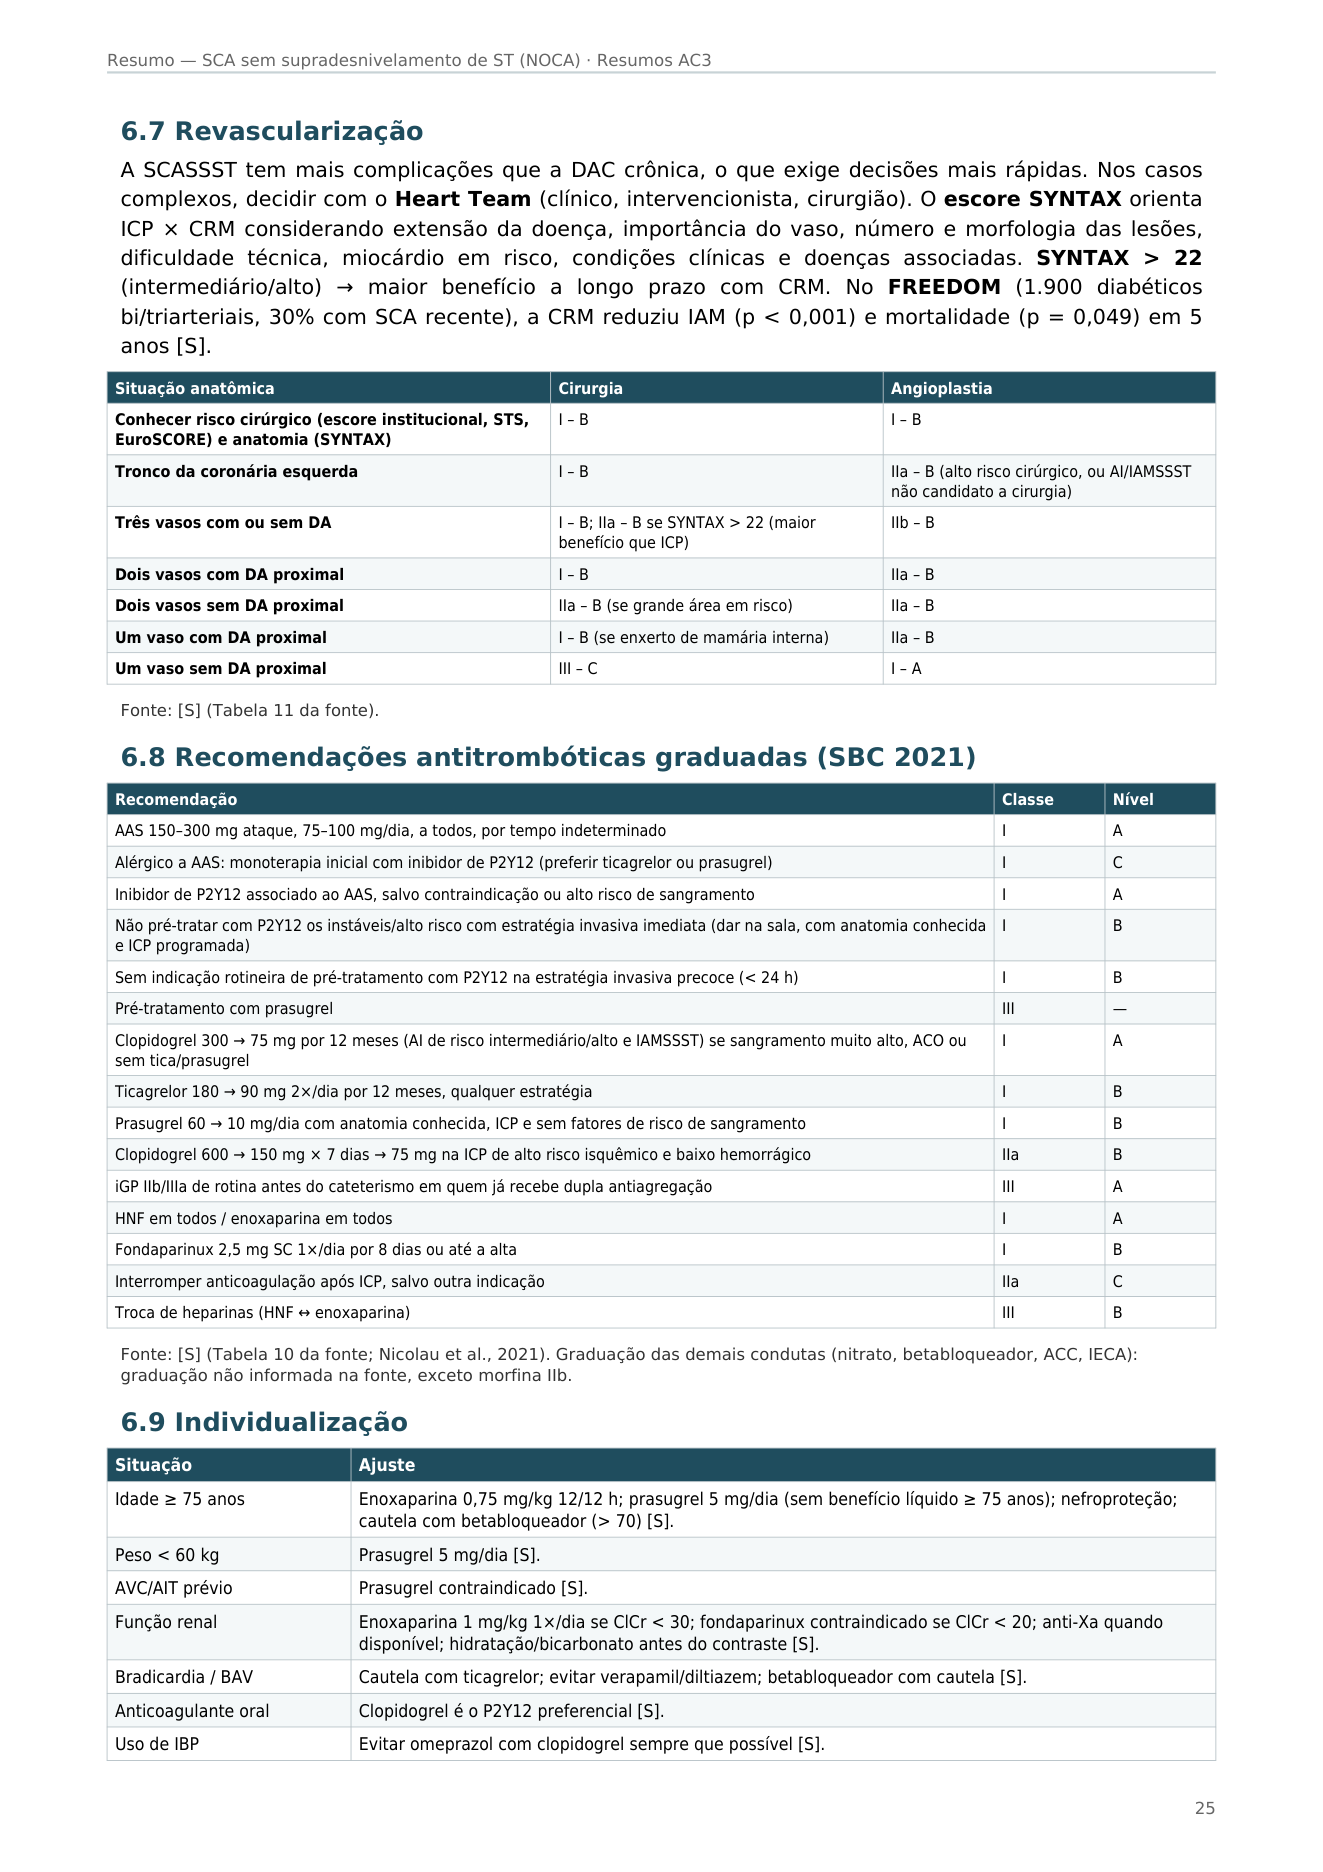 Resumo — SCA sem supradesnivelamento de ST (NOCA) · Resumos AC3
6.7 Revascularização
A SCASSST tem mais complicações que a DAC crônica, o que exige decisões mais rápidas. Nos casos
complexos, decidir com o Heart Team (clínico, intervencionista, cirurgião). O escore SYNTAX orienta
ICP × CRM considerando extensão da doença, importância do vaso, número e morfologia das lesões,
dificuldade técnica, miocárdio em risco, condições clínicas e doenças associadas. SYNTAX > 22
(intermediário/alto) → maior benefício a longo prazo com CRM. No FREEDOM (1.900 diabéticos
bi/triarteriais, 30% com SCA recente), a CRM reduziu IAM (p < 0,001) e mortalidade (p = 0,049) em 5
anos [S].
Situação anatômica Cirurgia Angioplastia
Conhecer risco cirúrgico (escore institucional, STS, I – B I – B
EuroSCORE) e anatomia (SYNTAX)
Tronco da coronária esquerda I – B IIa – B (alto risco cirúrgico, ou AI/IAMSSST
não candidato a cirurgia)
Três vasos com ou sem DA I – B; IIa – B se SYNTAX > 22 (maior IIb – B
benefício que ICP)
Dois vasos com DA proximal I – B IIa – B
Dois vasos sem DA proximal IIa – B (se grande área em risco) IIa – B
Um vaso com DA proximal I – B (se enxerto de mamária interna) IIa – B
Um vaso sem DA proximal III – C I – A
Fonte: [S] (Tabela 11 da fonte).
6.8 Recomendações antitrombóticas graduadas (SBC 2021)
Recomendação Classe Nível
AAS 150–300 mg ataque, 75–100 mg/dia, a todos, por tempo indeterminado I A
Alérgico a AAS: monoterapia inicial com inibidor de P2Y12 (preferir ticagrelor ou prasugrel) I C
Inibidor de P2Y12 associado ao AAS, salvo contraindicação ou alto risco de sangramento I A
Não pré-tratar com P2Y12 os instáveis/alto risco com estratégia invasiva imediata (dar na sala, com anatomia conhecida I B
e ICP programada)
Sem indicação rotineira de pré-tratamento com P2Y12 na estratégia invasiva precoce (< 24 h) I B
Pré-tratamento com prasugrel III —
Clopidogrel 300 → 75 mg por 12 meses (AI de risco intermediário/alto e IAMSSST) se sangramento muito alto, ACO ou I A
sem tica/prasugrel
Ticagrelor 180 → 90 mg 2×/dia por 12 meses, qualquer estratégia I B
Prasugrel 60 → 10 mg/dia com anatomia conhecida, ICP e sem fatores de risco de sangramento I B
Clopidogrel 600 → 150 mg × 7 dias → 75 mg na ICP de alto risco isquêmico e baixo hemorrágico IIa B
iGP IIb/IIIa de rotina antes do cateterismo em quem já recebe dupla antiagregação III A
HNF em todos / enoxaparina em todos I A
Fondaparinux 2,5 mg SC 1×/dia por 8 dias ou até a alta I B
Interromper anticoagulação após ICP, salvo outra indicação IIa C
Troca de heparinas (HNF ↔ enoxaparina) III B
Fonte: [S] (Tabela 10 da fonte; Nicolau et al., 2021). Graduação das demais condutas (nitrato, betabloqueador, ACC, IECA):
graduação não informada na fonte, exceto morfina IIb.
6.9 Individualização
Situação Ajuste
Idade ≥ 75 anos Enoxaparina 0,75 mg/kg 12/12 h; prasugrel 5 mg/dia (sem benefício líquido ≥ 75 anos); nefroproteção;
cautela com betabloqueador (> 70) [S].
Peso < 60 kg Prasugrel 5 mg/dia [S].
AVC/AIT prévio Prasugrel contraindicado [S].
Função renal Enoxaparina 1 mg/kg 1×/dia se ClCr < 30; fondaparinux contraindicado se ClCr < 20; anti-Xa quando
disponível; hidratação/bicarbonato antes do contraste [S].
Bradicardia / BAV Cautela com ticagrelor; evitar verapamil/diltiazem; betabloqueador com cautela [S].
Anticoagulante oral Clopidogrel é o P2Y12 preferencial [S].
Uso de IBP Evitar omeprazol com clopidogrel sempre que possível [S].
25